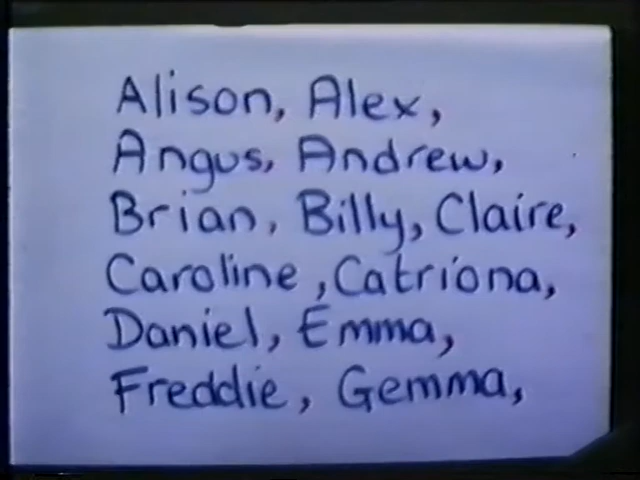 Alison, Alex,
Angus, Andrew,
Brian, Billy, Claire,
Caroline, Catriona,
Daniel, Emma,
Freddie, Gemma,